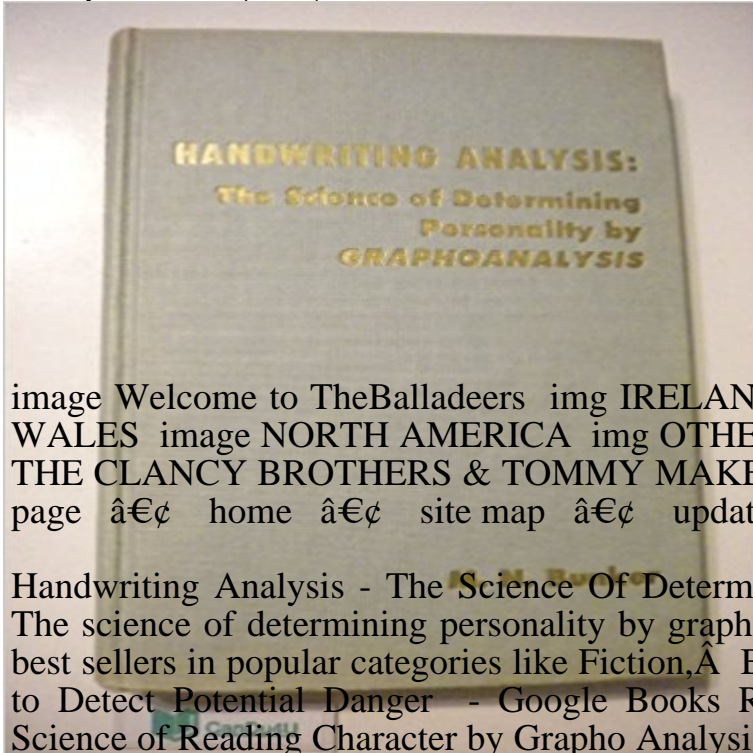 HANDWRITING ANALYSIS:
The Science of Determining
Personality by
GRAPHOANALYSIS
image Welcome to TheBalladeers img IRELAN
WALES image NORTH AMERICA img OTHE
THE CLANCY BROTHERS & TOMMY MAKE
page • home • site map • updat
M. N. Bunker
Handwriting Analysis - The Science Of Determ
The science of determining personality by graph
best sellers in popular categories like Fiction, E
to Detect Potential Danger - Google Books R
Science of Reading Character by Grapho Analysi